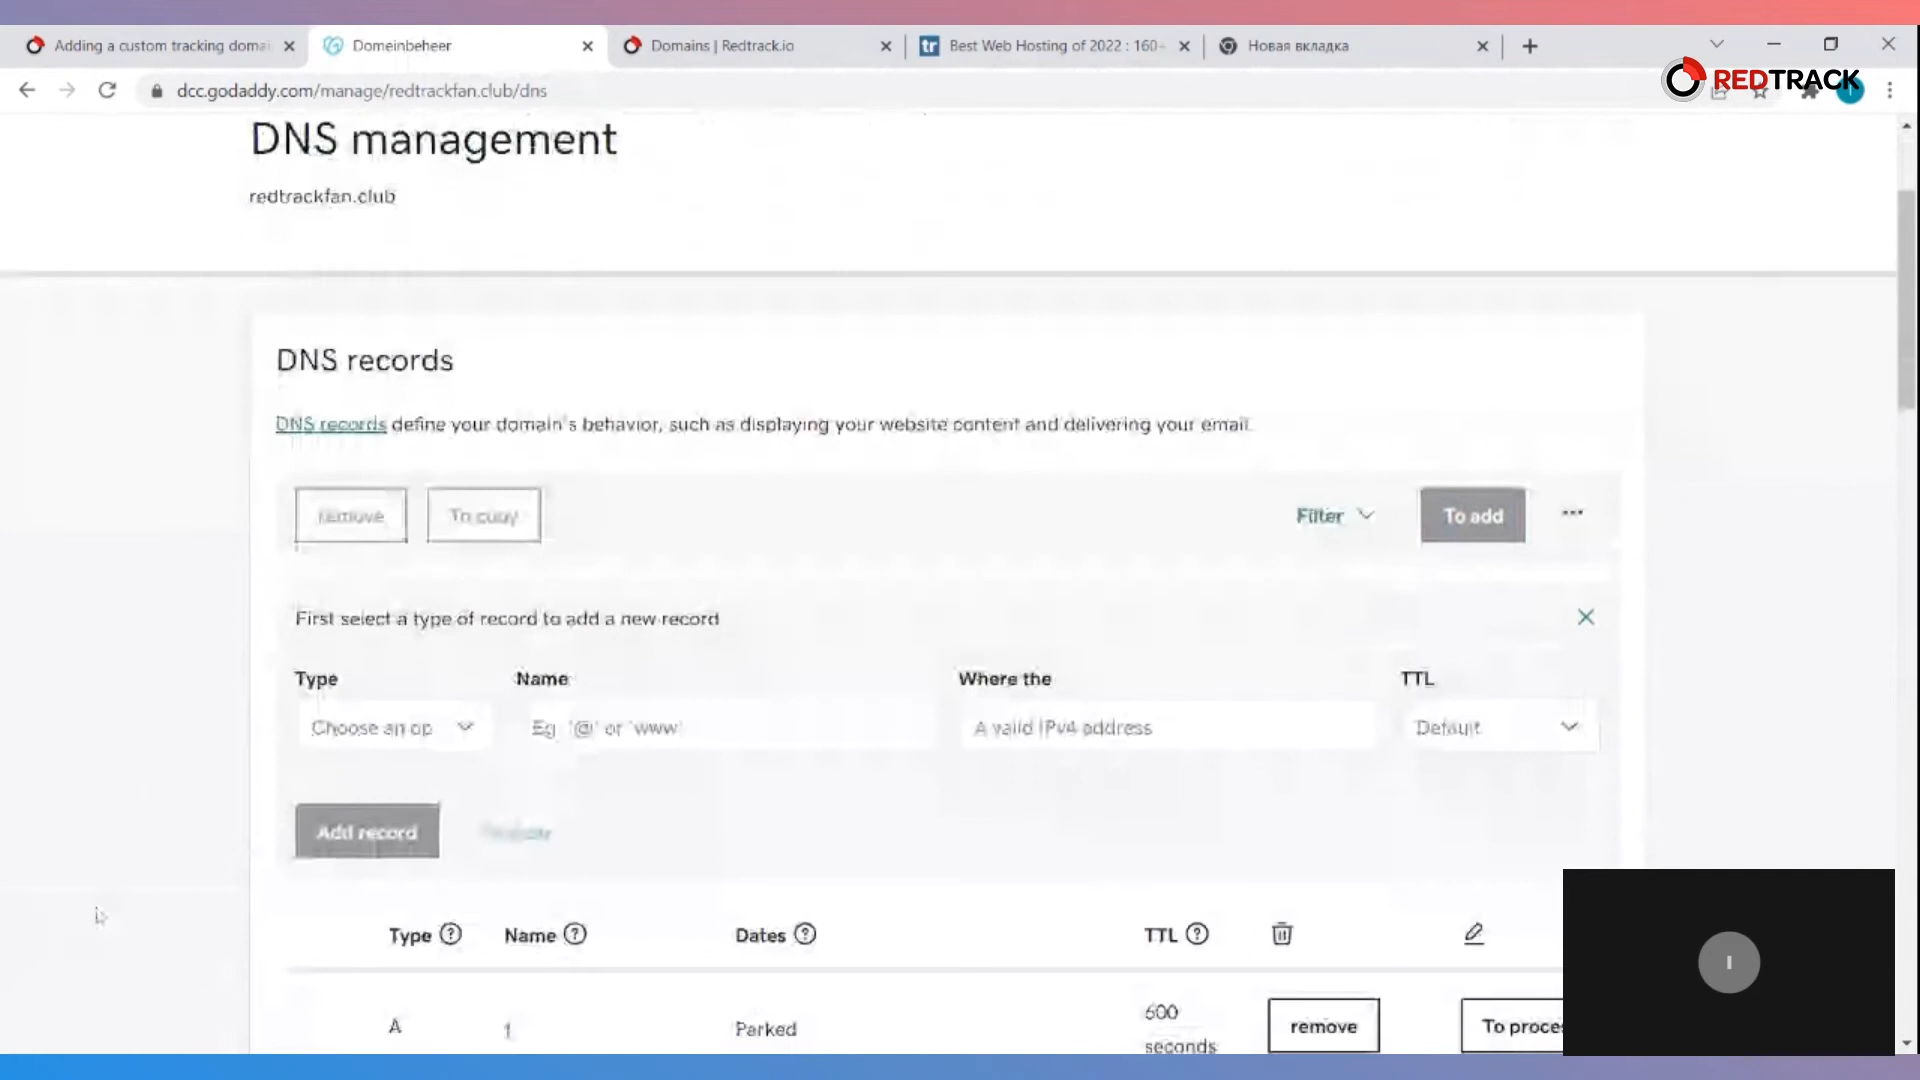 Adding a custom tracking domai
Domeinbeheer
Domains | Redtrack.io
tr
Best Web Hosting of 2022 : 160+
Новая вкладка
dcc.godaddy.com/manage/redtrackfan.club/dns
REDTRACK
DNS management
redtrackfan.club
DNS records
DNS records define your domain's behavior, such as displaying your website content and delivering your email.
remove
To copy
Filter
To add
First select a type of record to add a new record
Type
Name
Where the
TTL
Choose an op
Eg '@' or 'www'
A valid IPv4 address
Default
Add record
Type ?
Name ?
Dates ?
TTL ?
A
Parked
600
seconds
remove
To proces
I